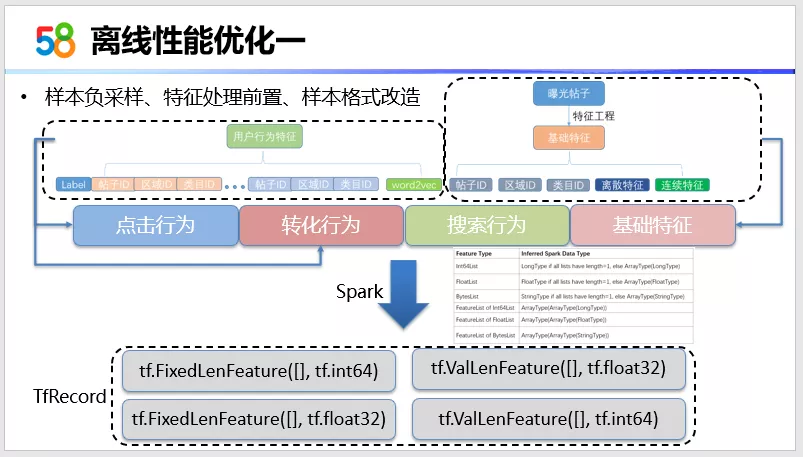 58 离线性能优化一
• 样本负采样、特征处理前置、样本格式改造
曝光帖子
特征工程
用户行为特征
基础特征
Label 帖子ID 区域ID 类目ID ••• 帖子ID 区域ID 类目ID word2vec
帖子ID 区域ID 类目ID 离散特征 连续特征
点击行为 转化行为 搜索行为 基础特征
Spark
Feature Type Inferred Spark Data Type
Int64List LongType if all lists have length=1, else ArrayType(LongType)
FloatList FloatType if all lists have length=1, else ArrayType(FloatType)
BytesList StringType if all lists have length=1, else ArrayType(StringType)
FeatureList of Int64List ArrayType(ArrayType(LongType))
FeatureList of FloatList ArrayType(ArrayType(FloatType))
FeatureList of BytesList ArrayType(ArrayType(StringType))
TfRecord
tf.FixedLenFeature([], tf.int64) tf.ValLenFeature([], tf.float32)
tf.FixedLenFeature([], tf.float32) tf.ValLenFeature([], tf.int64)